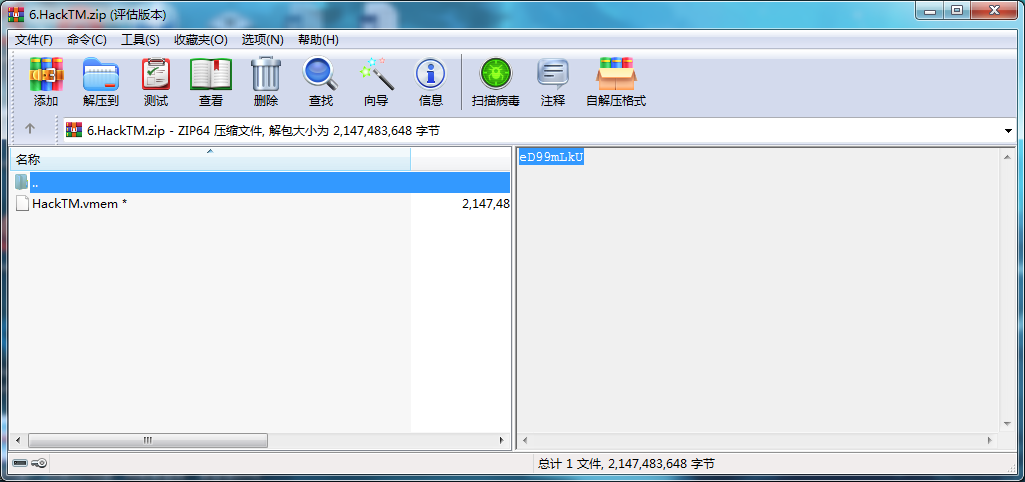 6.HackTM.zip (评估版本)
文件(F) 命令(C) 工具(S) 收藏夹(O) 选项(N) 帮助(H)
添加 解压到 测试 查看 删除 查找 向导 信息 扫描病毒 注释 自解压格式
6.HackTM.zip - ZIP64 压缩文件, 解包大小为 2,147,483,648 字节
名称
..
eD99mLkU
HackTM.vmem * 2,147,48
总计 1 文件, 2,147,483,648 字节